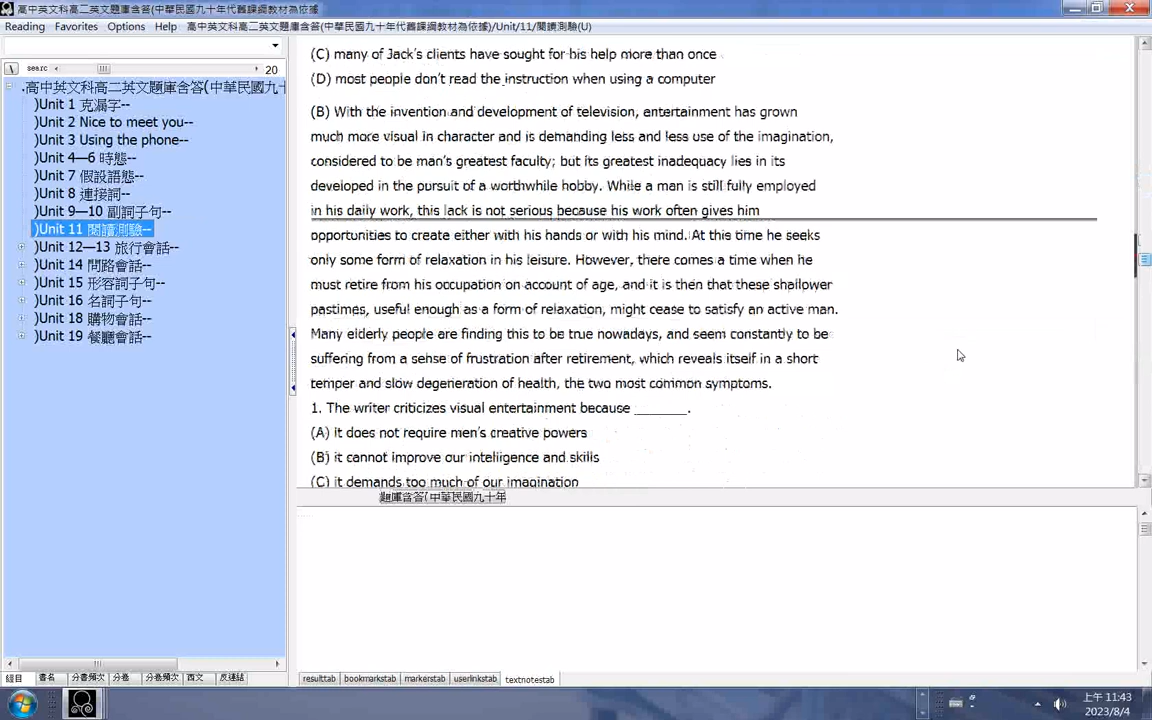 高中英文科高二英文題庫含答(中華民國九十年代舊課綱教材為依據
Reading Favorites Options Help 高中英文科高二英文題庫含答(中華民國九十年代舊課綱教材為依據)/Unit/11/閱讀測驗(U)
searc 20
.高中英文科高二英文題庫含答(中華民國九十
)Unit 1 克漏字--
)Unit 2 Nice to meet you--
)Unit 3 Using the phone--
)Unit 4—6 時態--
)Unit 7 假設語態--
)Unit 8 連接詞--
)Unit 9—10 副詞子句--
)Unit 11 閱讀測驗--
)Unit 12—13 旅行會話--
)Unit 14 問路會話--
)Unit 15 形容詞子句--
)Unit 16 名詞子句--
)Unit 18 購物會話--
)Unit 19 餐廳會話--
(C) many of Jack's clients have sought for his help more than once
(D) most people don't read the instruction when using a computer
(B) With the invention and development of television, entertainment has grown
much more visual in character and is demanding less and less use of the imagination,
considered to be man's greatest faculty; but its greatest inadequacy lies in its
developed in the pursuit of a worthwhile hobby. While a man is still fully employed
in his daily work, this lack is not serious because his work often gives him
opportunities to create either with his hands or with his mind. At this time he seeks
only some form of relaxation in his leisure. However, there comes a time when he
must retire from his occupation on account of age, and it is then that these shallower
pastimes, useful enough as a form of relaxation, might cease to satisfy an active man.
Many elderly people are finding this to be true nowadays, and seem constantly to be
suffering from a sense of frustration after retirement, which reveals itself in a short
temper and slow degeneration of health, the two most common symptoms.
1. The writer criticizes visual entertainment because _______.
(A) it does not require men's creative powers
(B) it cannot improve our intelligence and skills
(C) it demands too much of our imagination
題庫含答(中華民國九十年
經目 書名 分書頻次 分卷 分卷頻次 西文 反連結
resulttab bookmarkstab markerstab userlinkstab textnotestab
上午 11:43
2023/8/4